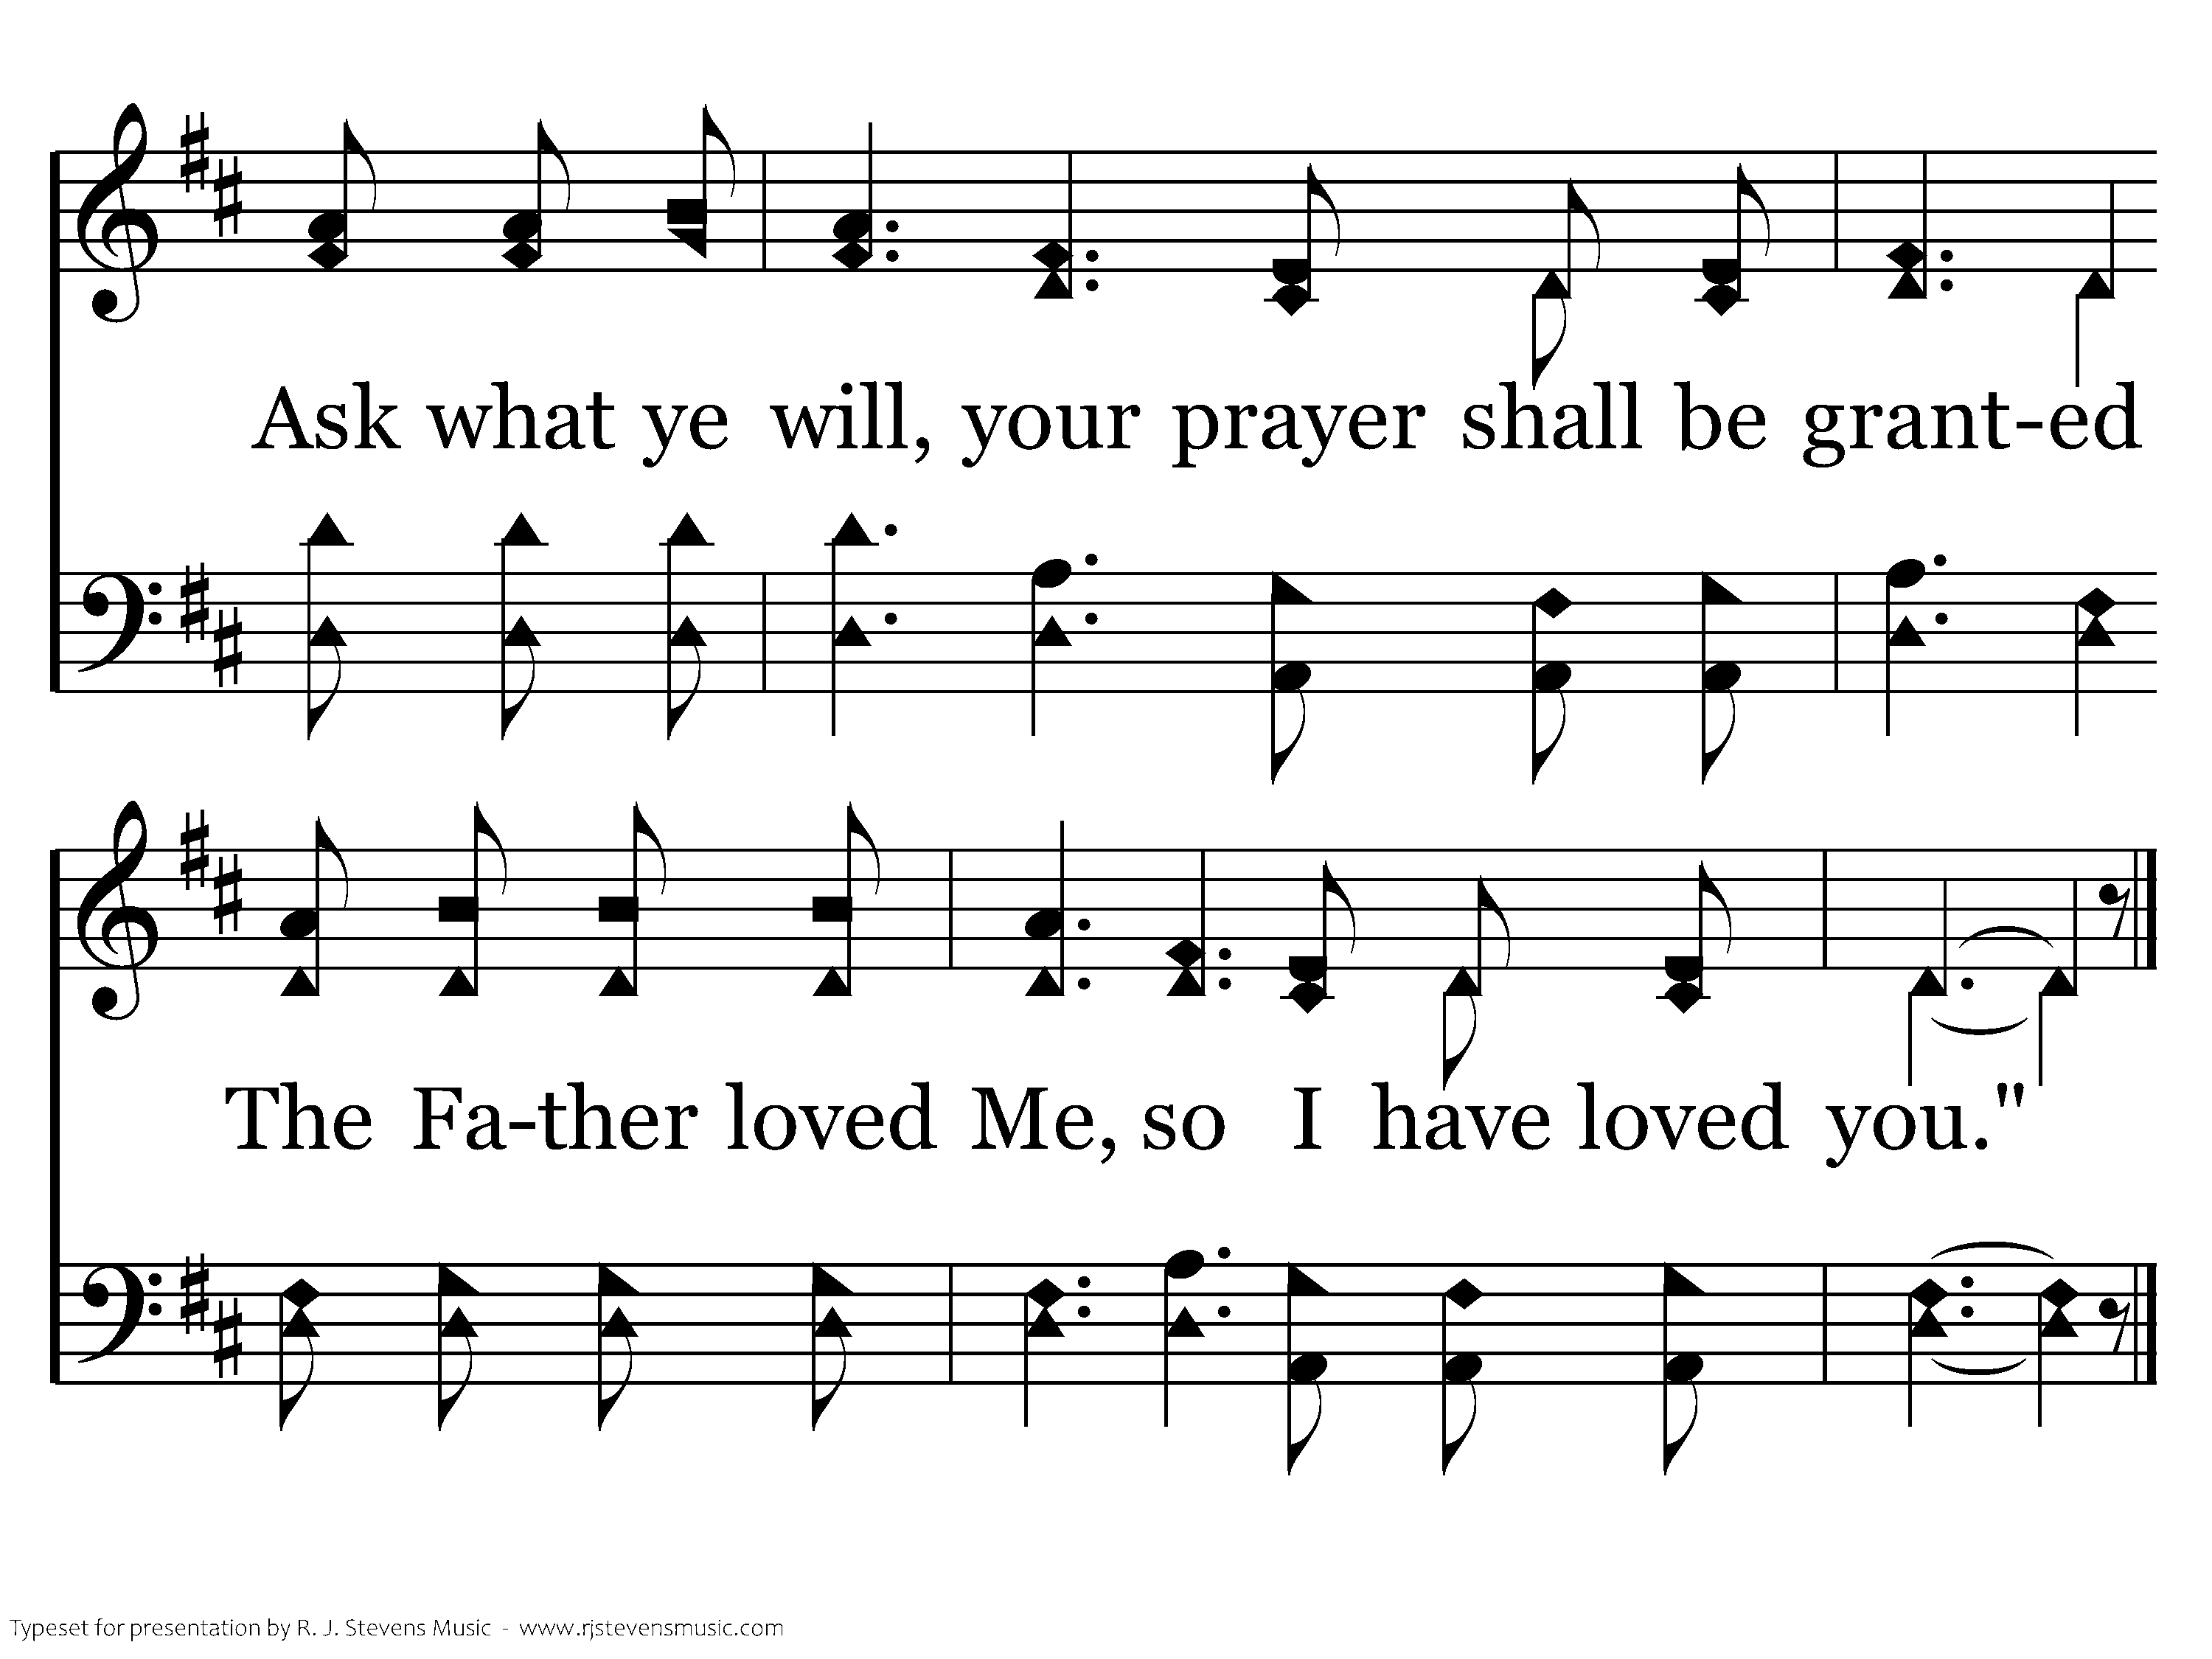 Ask what ye will, your prayer shall be grant-ed
The Fa-ther loved Me, so I have loved you."
Typeset for presentation by R. J. Stevens Music - www.rjstevensmusic.com